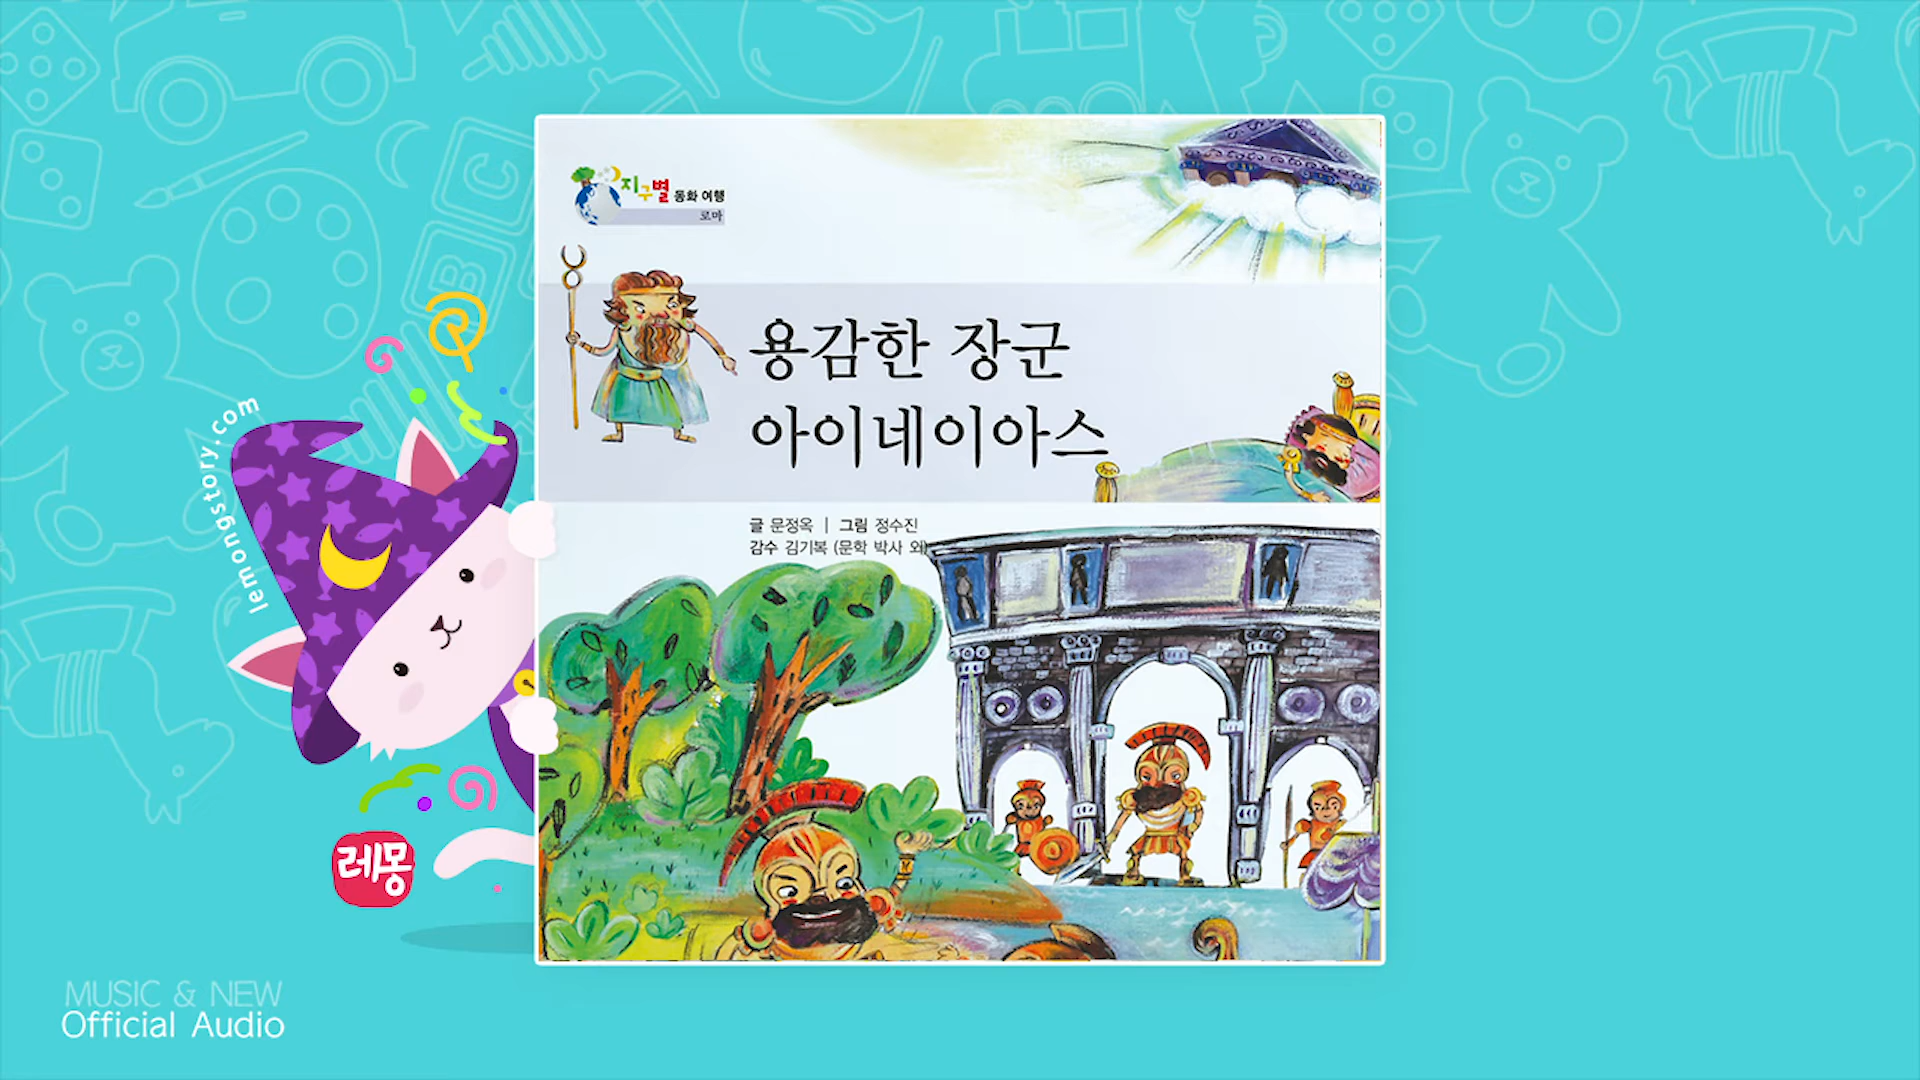 지구별 동화 여행
로마
용감한 장군
아이네이아스
글 문정옥 | 그림 정수진
감수 김기복 (문학 박사 외)
lemongstory.com
C
B
레몽
MUSIC & NEW
Official Audio